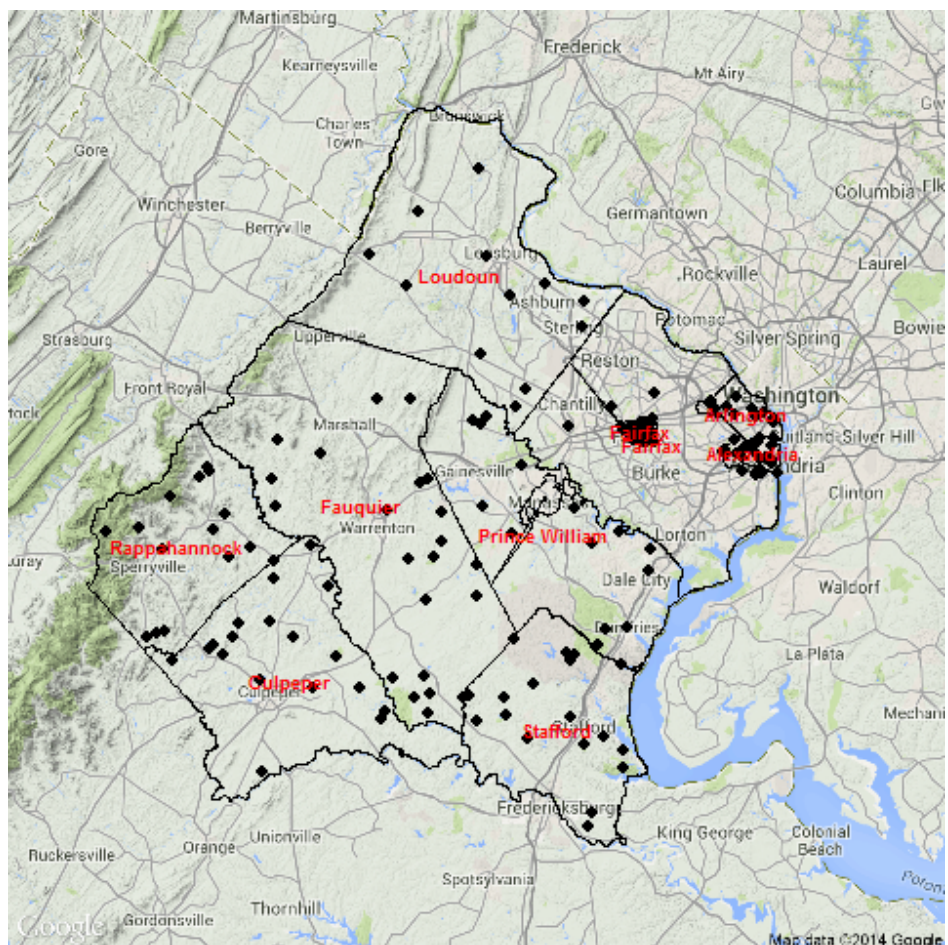 Martinsburg
Frederick
Kearneysville
Mt Airy
Brunswick
Charles
Town
Gore
Columbia
Winchester
Germantown
Berryville
Laurel
Rockville
Loudoun
Ashburn
Potomac
Sterling
Bowie
Upperville
Silver Spring
Strasburg
Reston
Front Royal
Washington
Chantilly
Arlington
Marshall
Fairfax
Fairfax
Alexandria
Gainesville
Burke
Clinton
Fauquier
Warrenton
Prince William
Lorton
Rappahannock
Sperryville
Dale City
Waldorf
La Plata
Culpeper
Stafford
Fredericksburg
King George
Colonial
Beach
Unionville
Orange
Ruckersville
Spotsylvania
Thornhill
Gordonsville
Google
Map data ©2014 Google